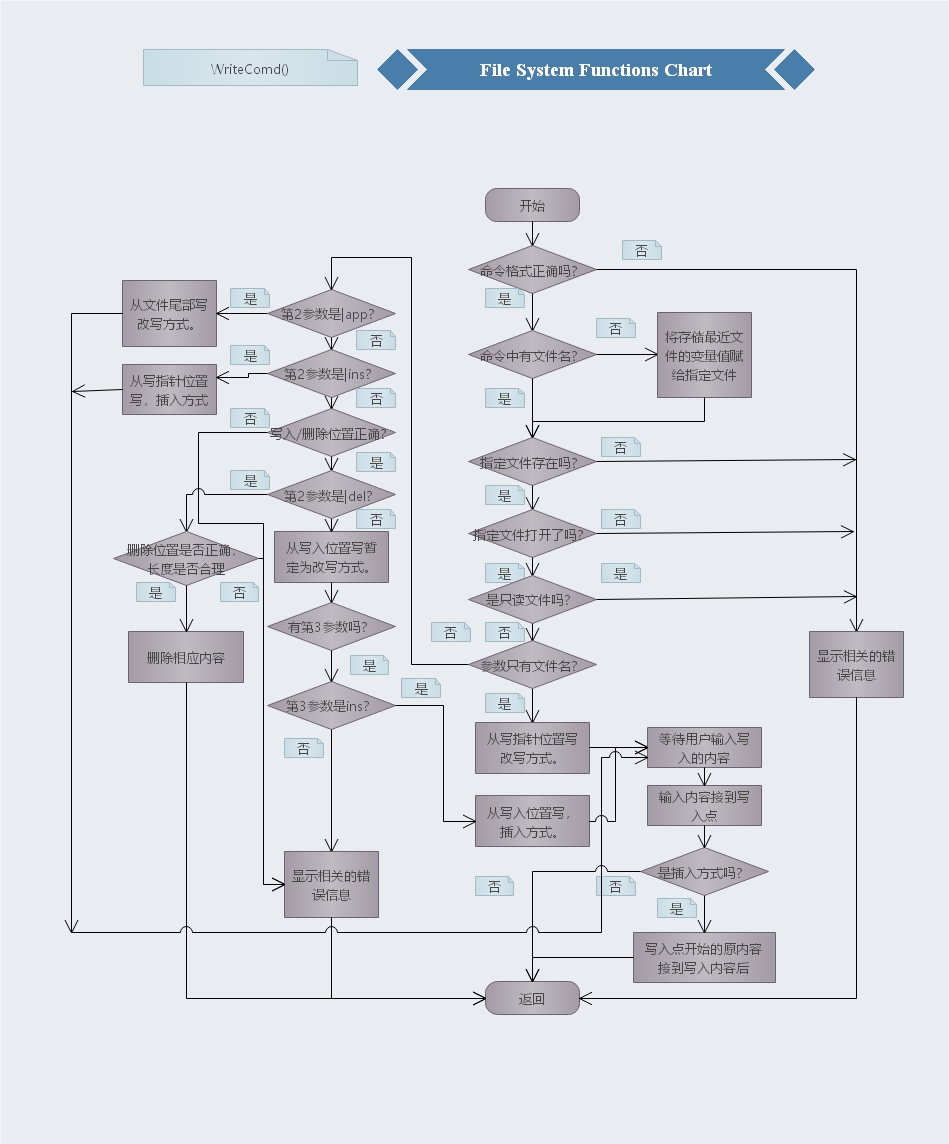 WriteComd()
File System Functions Chart
开始
命令格式正确吗?
否
是
命令中有文件名?
否
将存储最近文
件的变量值赋
给指定文件
是
指定文件存在吗?
否
是
指定文件打开了吗?
否
是
是
是只读文件吗?
否
否
参数只有文件名?
是
显示相关的错
误信息
第2参数是|app?
是
从文件尾部写
改写方式。
否
第2参数是|ins?
是
从写指针位置
写，插入方式
否
写入/删除位置正确?
否
是
第2参数是|del?
是
否
删除位置是否正确，
长度是否合理
是
否
删除相应内容
从写入位置写暂
定为改写方式。
有第3参数吗?
是
第3参数是ins?
是
否
显示相关的错
误信息
从写指针位置写
改写方式。
从写入位置写，
插入方式。
等待用户输入写
入的内容
输入内容接到写
入点
是插入方式吗?
否
否
是
写入点开始的原内容
接到写入内容后
返回